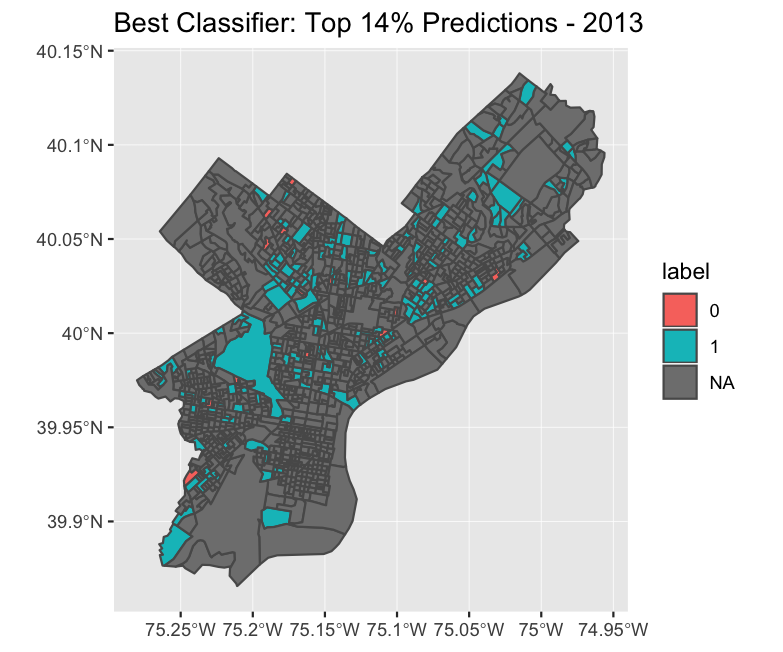 Best Classifier: Top 14% Predictions - 2013
40.15°N
40.1°N
40.05°N
40°N
39.95°N
39.9°N
75.25°W 75.2°W 75.15°W 75.1°W 75.05°W 75°W 74.95°W
label
0
1
NA